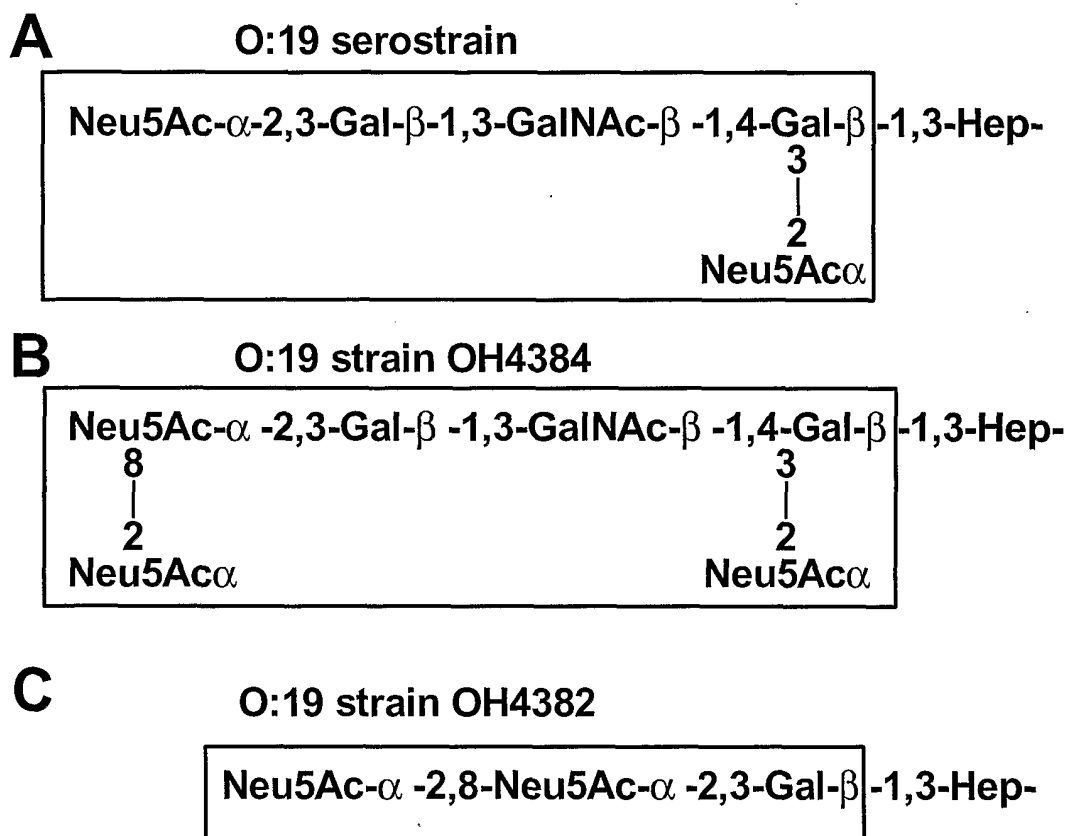 A
O:19 serostrain
Neu5Ac-α-2,3-Gal-β-1,3-GalNAc-β -1,4-Gal-β -1,3-Hep-
3
2
Neu5Acα
B
O:19 strain OH4384
Neu5Ac-α -2,3-Gal-β -1,3-GalNAc-β -1,4-Gal-β -1,3-Hep-
8 3
2 2
Neu5Acα Neu5Acα
C
O:19 strain OH4382
Neu5Ac-α -2,8-Neu5Ac-α -2,3-Gal-β -1,3-Hep-